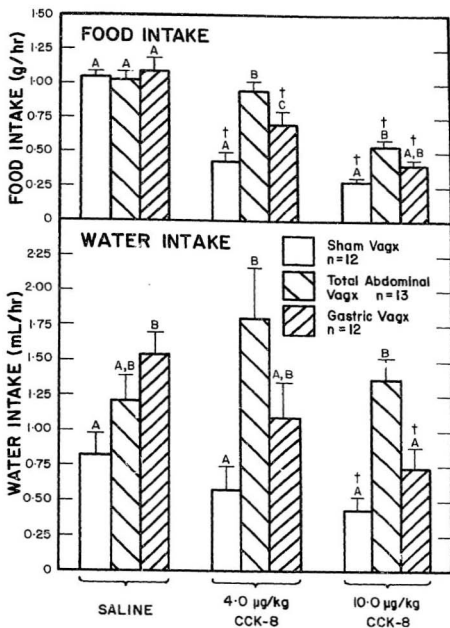 FOOD INTAKE
FOOD INTAKE (g/hr)
1·50
1·25
1·00
0·75
0·50
0·25
0
A
A
A
†
A
B
†
C
†
A
†
B
†
A,B
WATER INTAKE
WATER INTAKE (mL/hr)
2·25
2·00
1·75
1·50
1·25
1·00
0·75
0·50
0·25
0
Sham Vagx
n=12
Total Abdominal
Vagx n=13
Gastric Vagx
n=12
A
A,B
B
A
B
A,B
†
A
B
†
A
SALINE
4·0 µg/kg
CCK-8
10·0 µg/kg
CCK-8